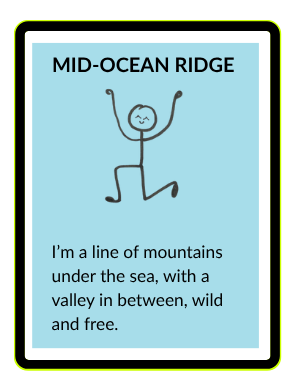 MID-OCEAN RIDGE
I’m a line of mountains
under the sea, with a
valley in between, wild
and free.